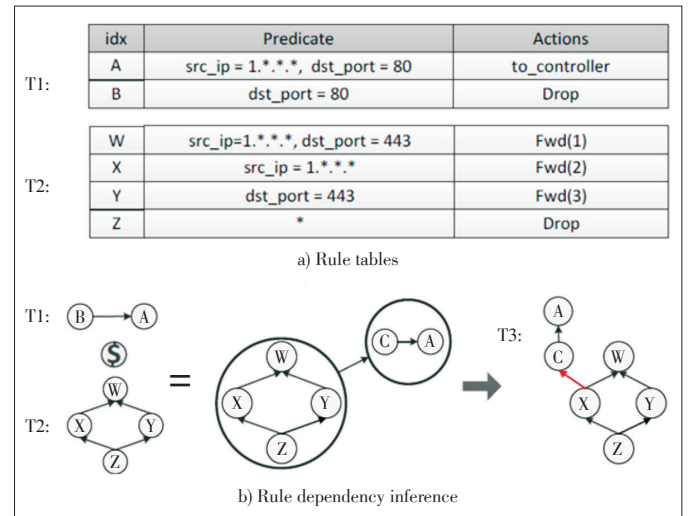 idx Predicate Actions
T1:
A src_ip = 1.*.*.*, dst_port = 80 to_controller
B dst_port = 80 Drop
T2:
W src_ip=1.*.*.*, dst_port = 443 Fwd(1)
X src_ip = 1.*.*.* Fwd(2)
Y dst_port = 443 Fwd(3)
Z * Drop
a) Rule tables
T1: B A
$
T2:
W
X Y
Z
=
C A
W
X Y
Z
T3:
A
C W
X Y
Z
b) Rule dependency inference